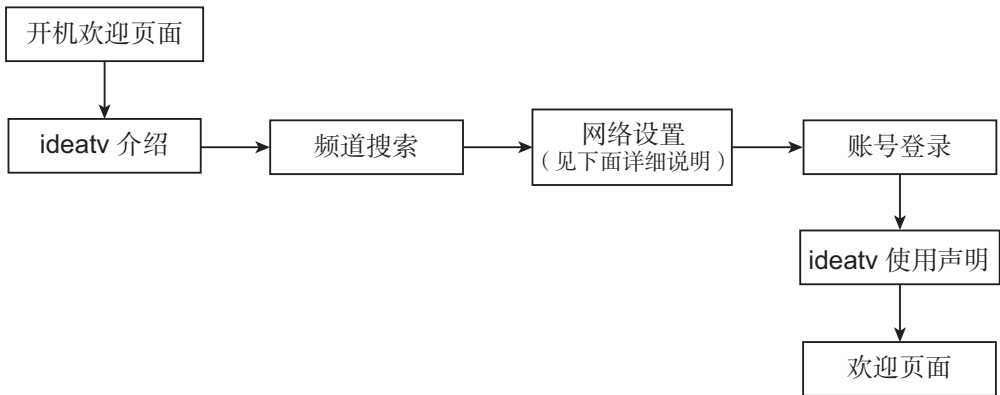 开机欢迎页面
ideatv 介绍
频道搜索
网络设置
（见下面详细说明）
账号登录
ideatv 使用声明
欢迎页面